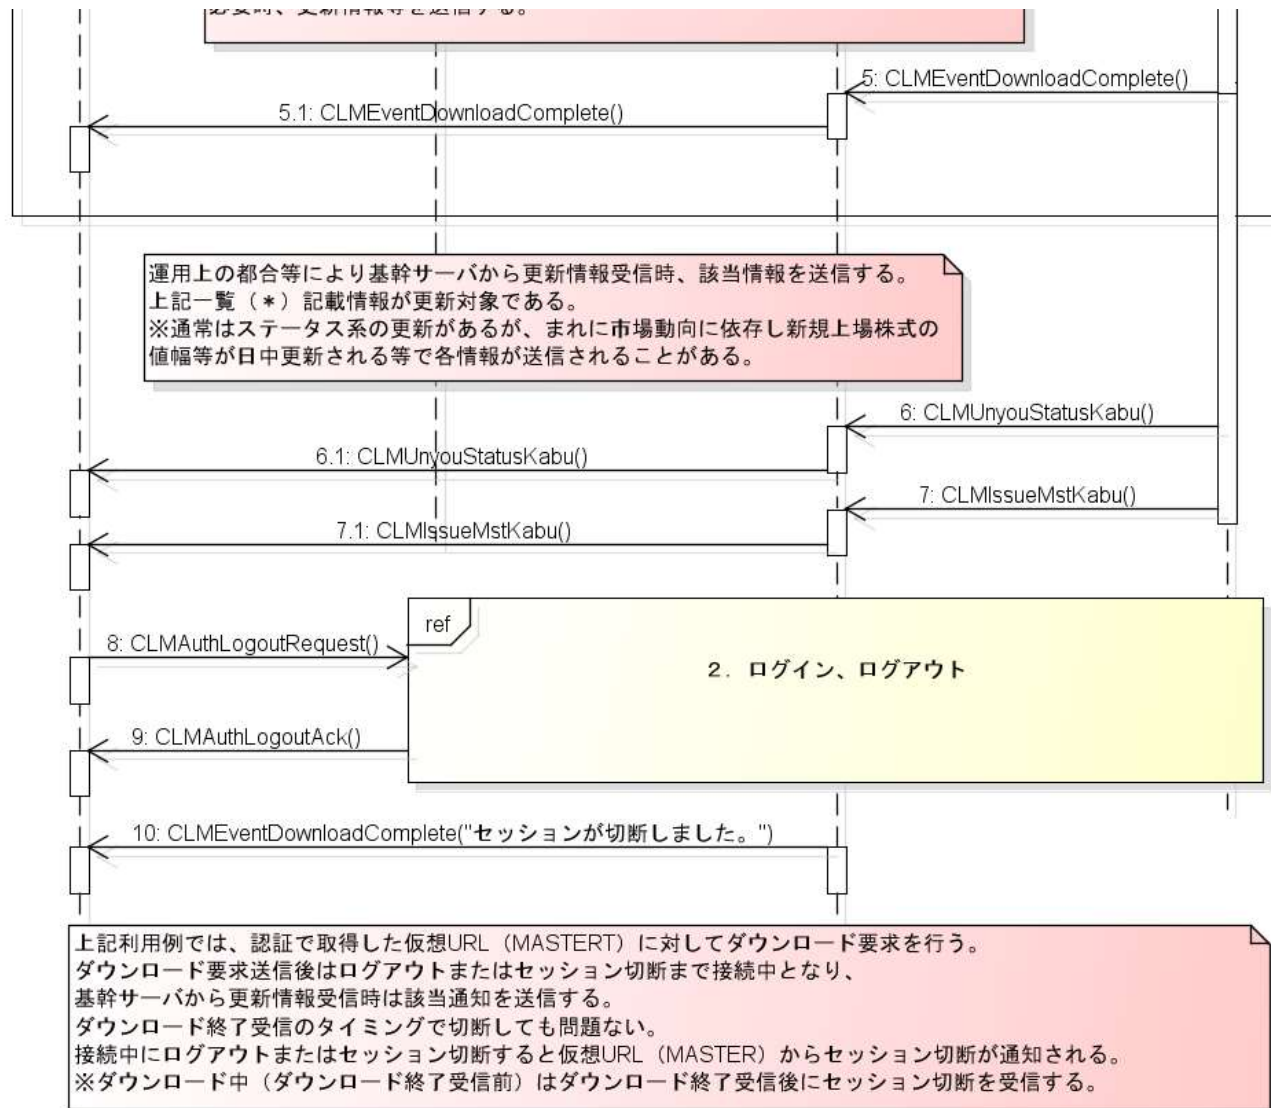 必要時、更新情報等を送信する。
5: CLMEventDownloadComplete()
5.1: CLMEventDownloadComplete()
運用上の都合等により基幹サーバから更新情報受信時、該当情報を送信する。
上記一覧（*）記載情報が更新対象である。
※通常はステータス系の更新があるが、まれに市場動向に依存し新規上場株式の
値幅等が日中更新される等で各情報が送信されることがある。
6: CLMUnyouStatusKabu()
6.1: CLMUnyouStatusKabu()
7: CLMIssueMstKabu()
7.1: CLMIssueMstKabu()
ref
8: CLMAuthLogoutRequest()
２．ログイン、ログアウト
9: CLMAuthLogoutAck()
10: CLMEventDownloadComplete("セッションが切断しました。")
上記利用例では、認証で取得した仮想URL（MASTERT）に対してダウンロード要求を行う。
ダウンロード要求送信後はログアウトまたはセッション切断まで接続中となり、
基幹サーバから更新情報受信時は該当通知を送信する。
ダウンロード終了受信のタイミングで切断しても問題ない。
接続中にログアウトまたはセッション切断すると仮想URL（MASTER）からセッション切断が通知される。
※ダウンロード中（ダウンロード終了受信前）はダウンロード終了受信後にセッション切断を受信する。